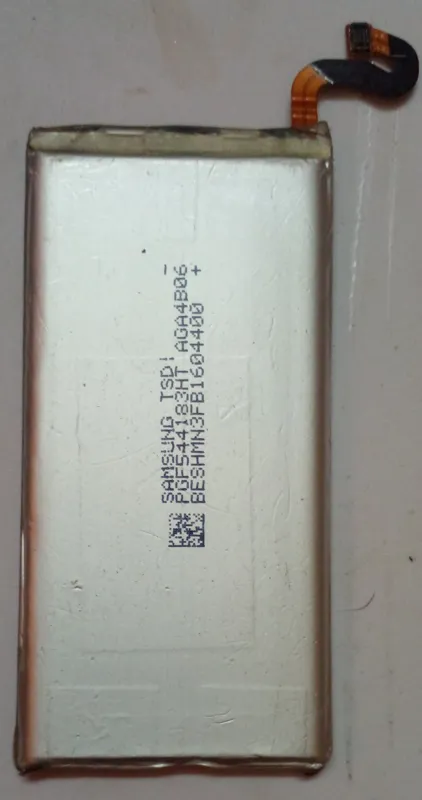 SAMSUNG TSDI -
PGF544183HT AGA4B06
BESHMN3FB1604400 +